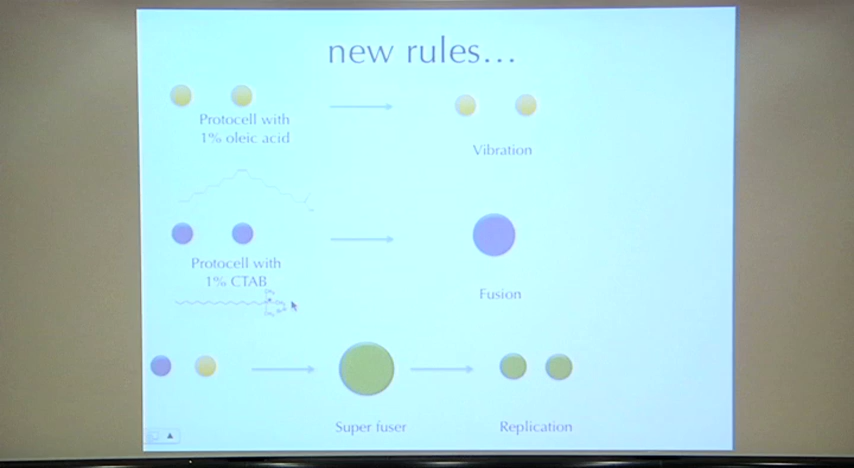 new rules...
Protocell with
1% oleic acid
Vibration
Protocell with
1% CTAB
Fusion
Super fuser
Replication